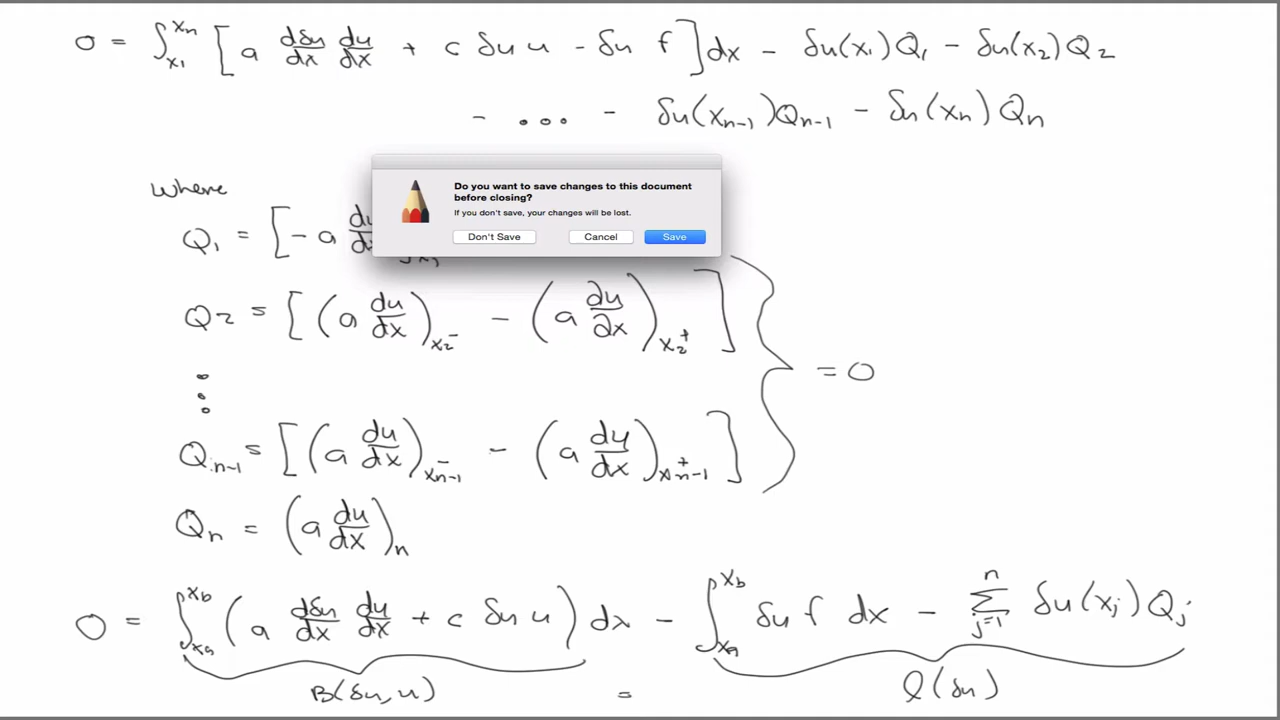 0 = ∫_{x₁}^{xₙ} [ a dδu/dx du/dx + c δu u - δu f ] dx - δu(x₁)Q₁ - δu(x₂)Q₂
- ... - δu(xₙ₋₁)Qₙ₋₁ - δu(xₙ)Qₙ
Do you want to save changes to this document
before closing?
where
If you don't save, your changes will be lost.
Don't Save Cancel Save
Q₁ = [ - a du/dx
Q₂ = [ (a du/dx)_{x₂⁻} - (a ∂u/∂x)_{x₂⁺} ]
= 0
⋮
Qₙ₋₁ = [ (a du/dx)_{xₙ₋₁⁻} - (a du/dx)_{xₙ₋₁⁺} ]
Qₙ = (a du/dx)ₙ
0 = ∫_{xₐ}^{x_b} (a dδu/dx du/dx + c δu u) dx - ∫_{xₐ}^{x_b} δu f dx - ∑_{j=1}^{n} δu(xⱼ)Qⱼ
B(δu,u) = l(δu)